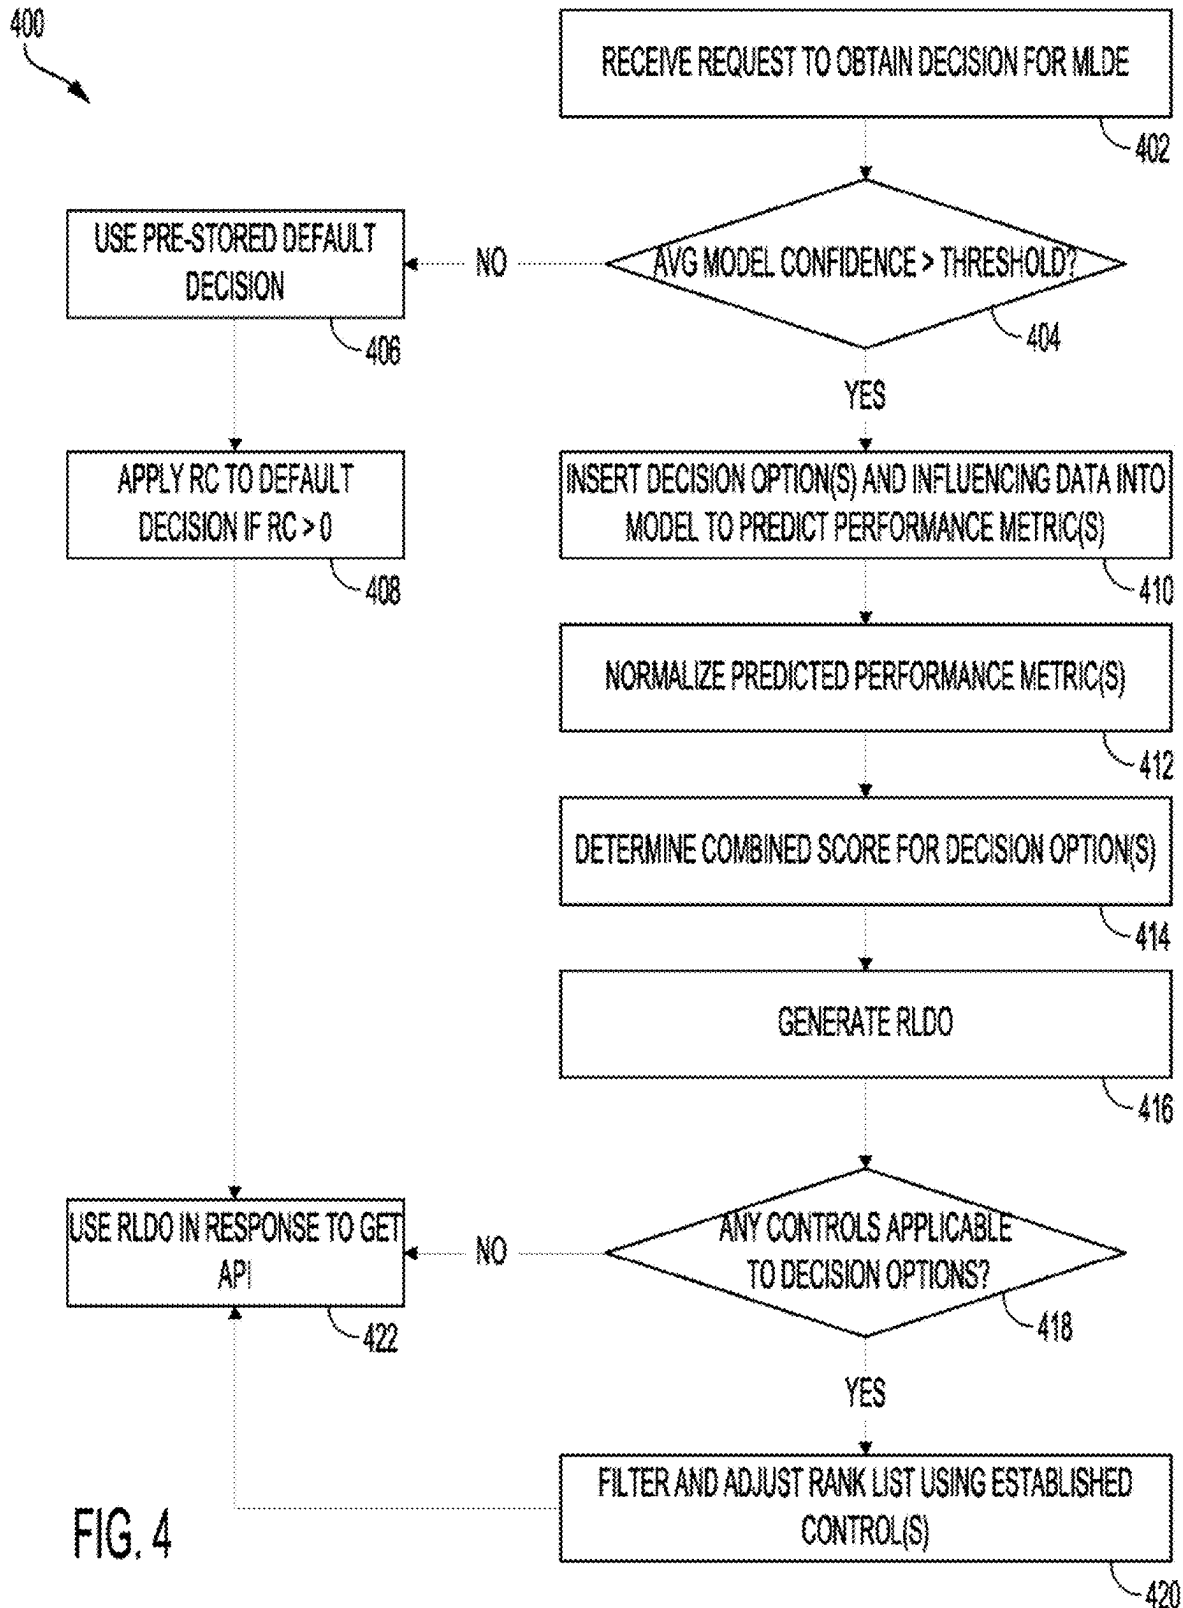 400
RECEIVE REQUEST TO OBTAIN DECISION FOR MLDE
402
AVG MODEL CONFIDENCE > THRESHOLD?
404
NO
USE PRE-STORED DEFAULT
DECISION
406
APPLY RC TO DEFAULT
DECISION IF RC > 0
408
YES
INSERT DECISION OPTION(S) AND INFLUENCING DATA INTO
MODEL TO PREDICT PERFORMANCE METRIC(S)
410
NORMALIZE PREDICTED PERFORMANCE METRIC(S)
412
DETERMINE COMBINED SCORE FOR DECISION OPTION(S)
414
GENERATE RLDO
416
ANY CONTROLS APPLICABLE
TO DECISION OPTIONS?
418
NO
USE RLDO IN RESPONSE TO GET
API
422
YES
FILTER AND ADJUST RANK LIST USING ESTABLISHED
CONTROL(S)
420
FIG. 4